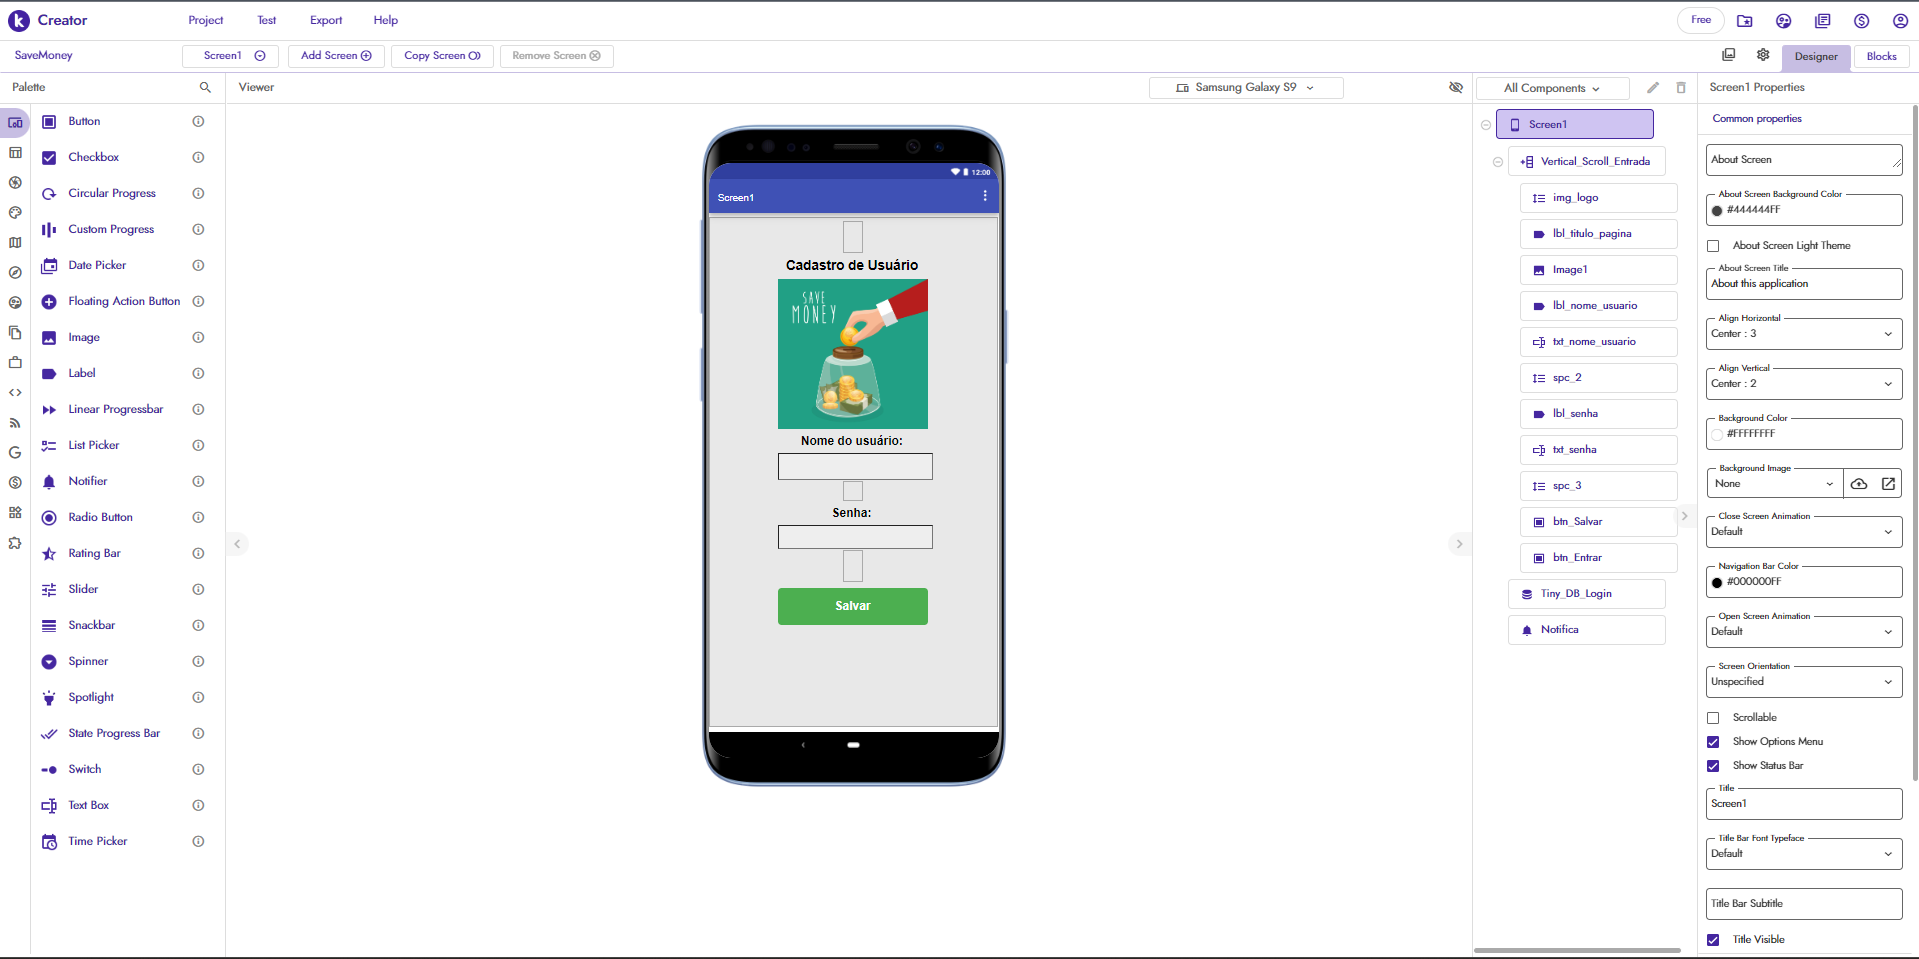 Creator
Project
Test
Export
Help
Free
SaveMoney
Screen1
Add Screen
Copy Screen
Remove Screen
Designer
Blocks
Palette
Button
Checkbox
Circular Progress
Custom Progress
Date Picker
Floating Action Button
Image
Label
Linear Progressbar
List Picker
Notifier
Radio Button
Rating Bar
Slider
Snackbar
Spinner
Spotlight
State Progress Bar
Switch
Text Box
Time Picker
Viewer
Samsung Galaxy S9
12:00
Screen1
Cadastro de Usuário
SAVE
MONEY
Nome do usuário:
Senha:
Salvar
All Components
Screen1
Vertical_Scroll_Entrada
img_logo
lbl_titulo_pagina
Image1
lbl_nome_usuario
txt_nome_usuario
spc_2
lbl_senha
txt_senha
spc_3
btn_Salvar
btn_Entrar
Tiny_DB_Login
Notifica
Screen1 Properties
Common properties
About Screen
About Screen Background Color
#444444FF
About Screen Light Theme
About Screen Title
About this application
Align Horizontal
Center : 3
Align Vertical
Center : 2
Background Color
#FFFFFFFF
Background Image
None
Close Screen Animation
Default
Navigation Bar Color
#000000FF
Open Screen Animation
Default
Screen Orientation
Unspecified
Scrollable
Show Options Menu
Show Status Bar
Title
Screen1
Title Bar Font Typeface
Default
Title Bar Subtitle
Title Visible